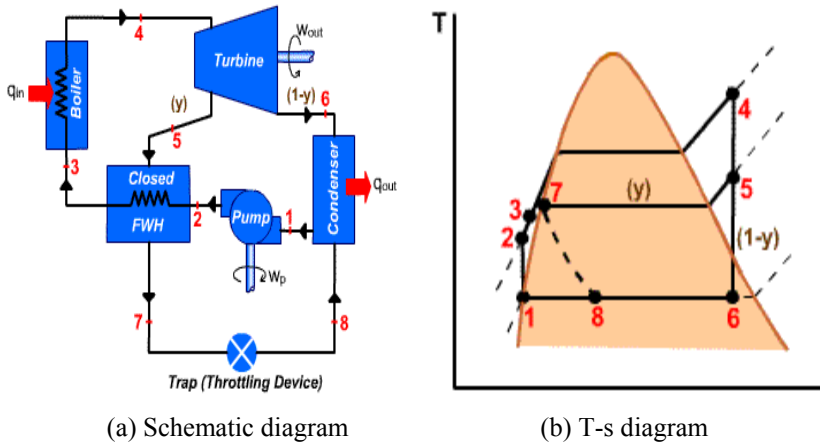 4
Turbine
Wout
qin
Boiler
(y)
(1-y)
6
5
3
Closed
FWH
2
Pump
1
Condenser
qout
wp
7
8
Trap (Throttling Device)
(a) Schematic diagram
T
4
7
(y)
5
3
2
(1-y)
1
8
6
(b) T-s diagram